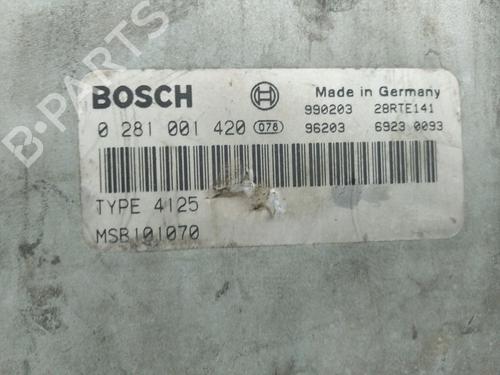 B-PARTS
BOSCH
Made in Germany
990203 28RTE141
0 281 001 420 078 96203 6923 0093
TYPE 4125
MSB101070